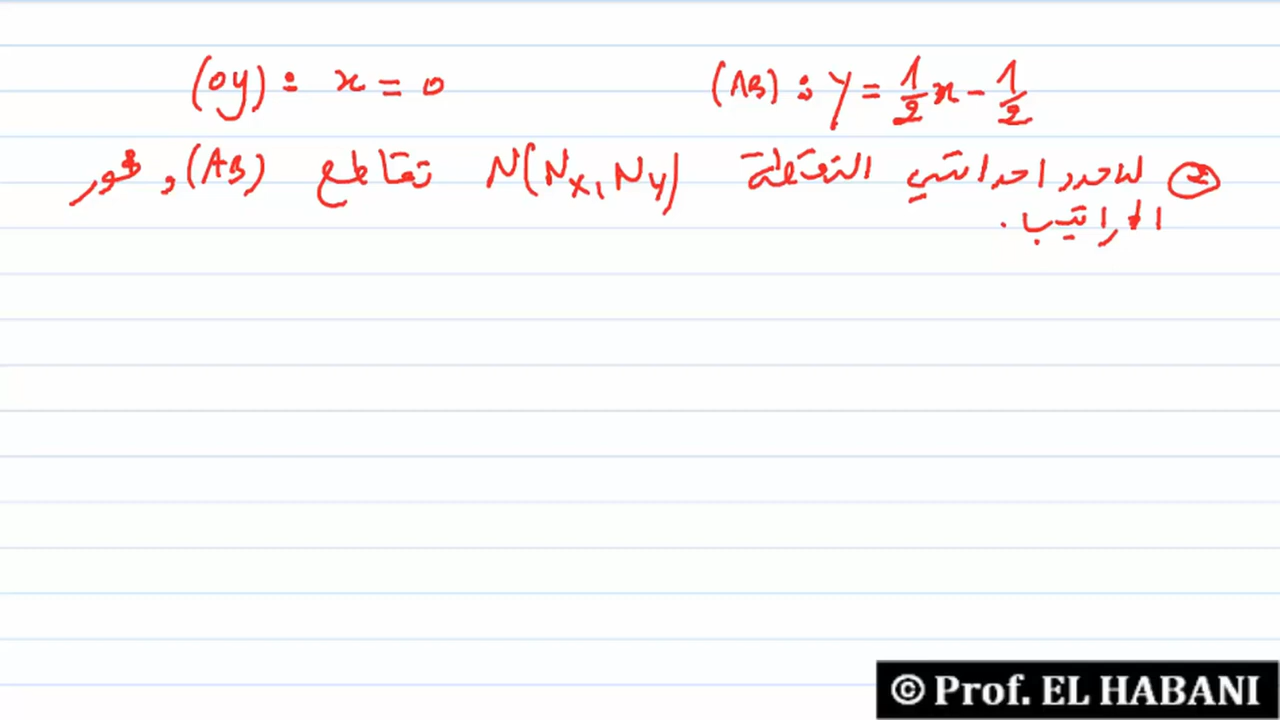 (AB) : y = 1/2 x - 1/2    (oy) : x = 0
② لنحدد احداثتي النقطة N(Nx, Ny) تقاطع (AB) و محور
الاراتيب.
© Prof. EL HABANI